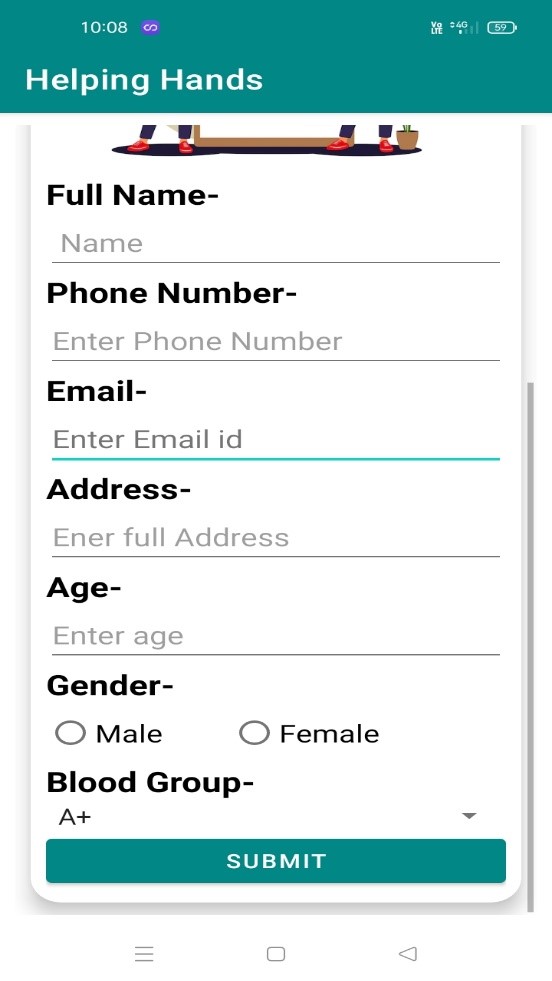 10:08 Vo LTE 4G 59
Helping Hands
Full Name-
Name
Phone Number-
Enter Phone Number
Email-
Enter Email id
Address-
Ener full Address
Age-
Enter age
Gender-
Male Female
Blood Group-
A+
SUBMIT